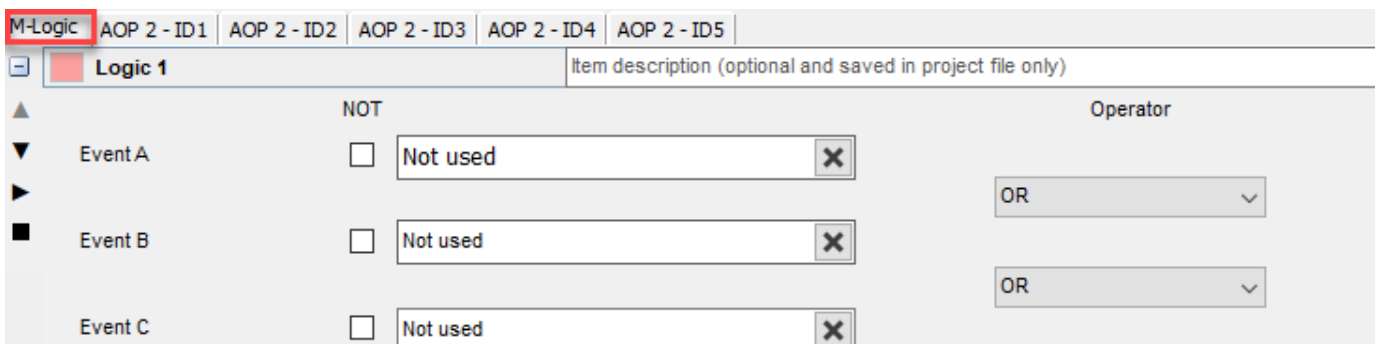 M-Logic AOP 2 - ID1 AOP 2 - ID2 AOP 2 - ID3 AOP 2 - ID4 AOP 2 - ID5
Logic 1 Item description (optional and saved in project file only)
NOT Operator
Event A Not used
OR
Event B Not used
OR
Event C Not used